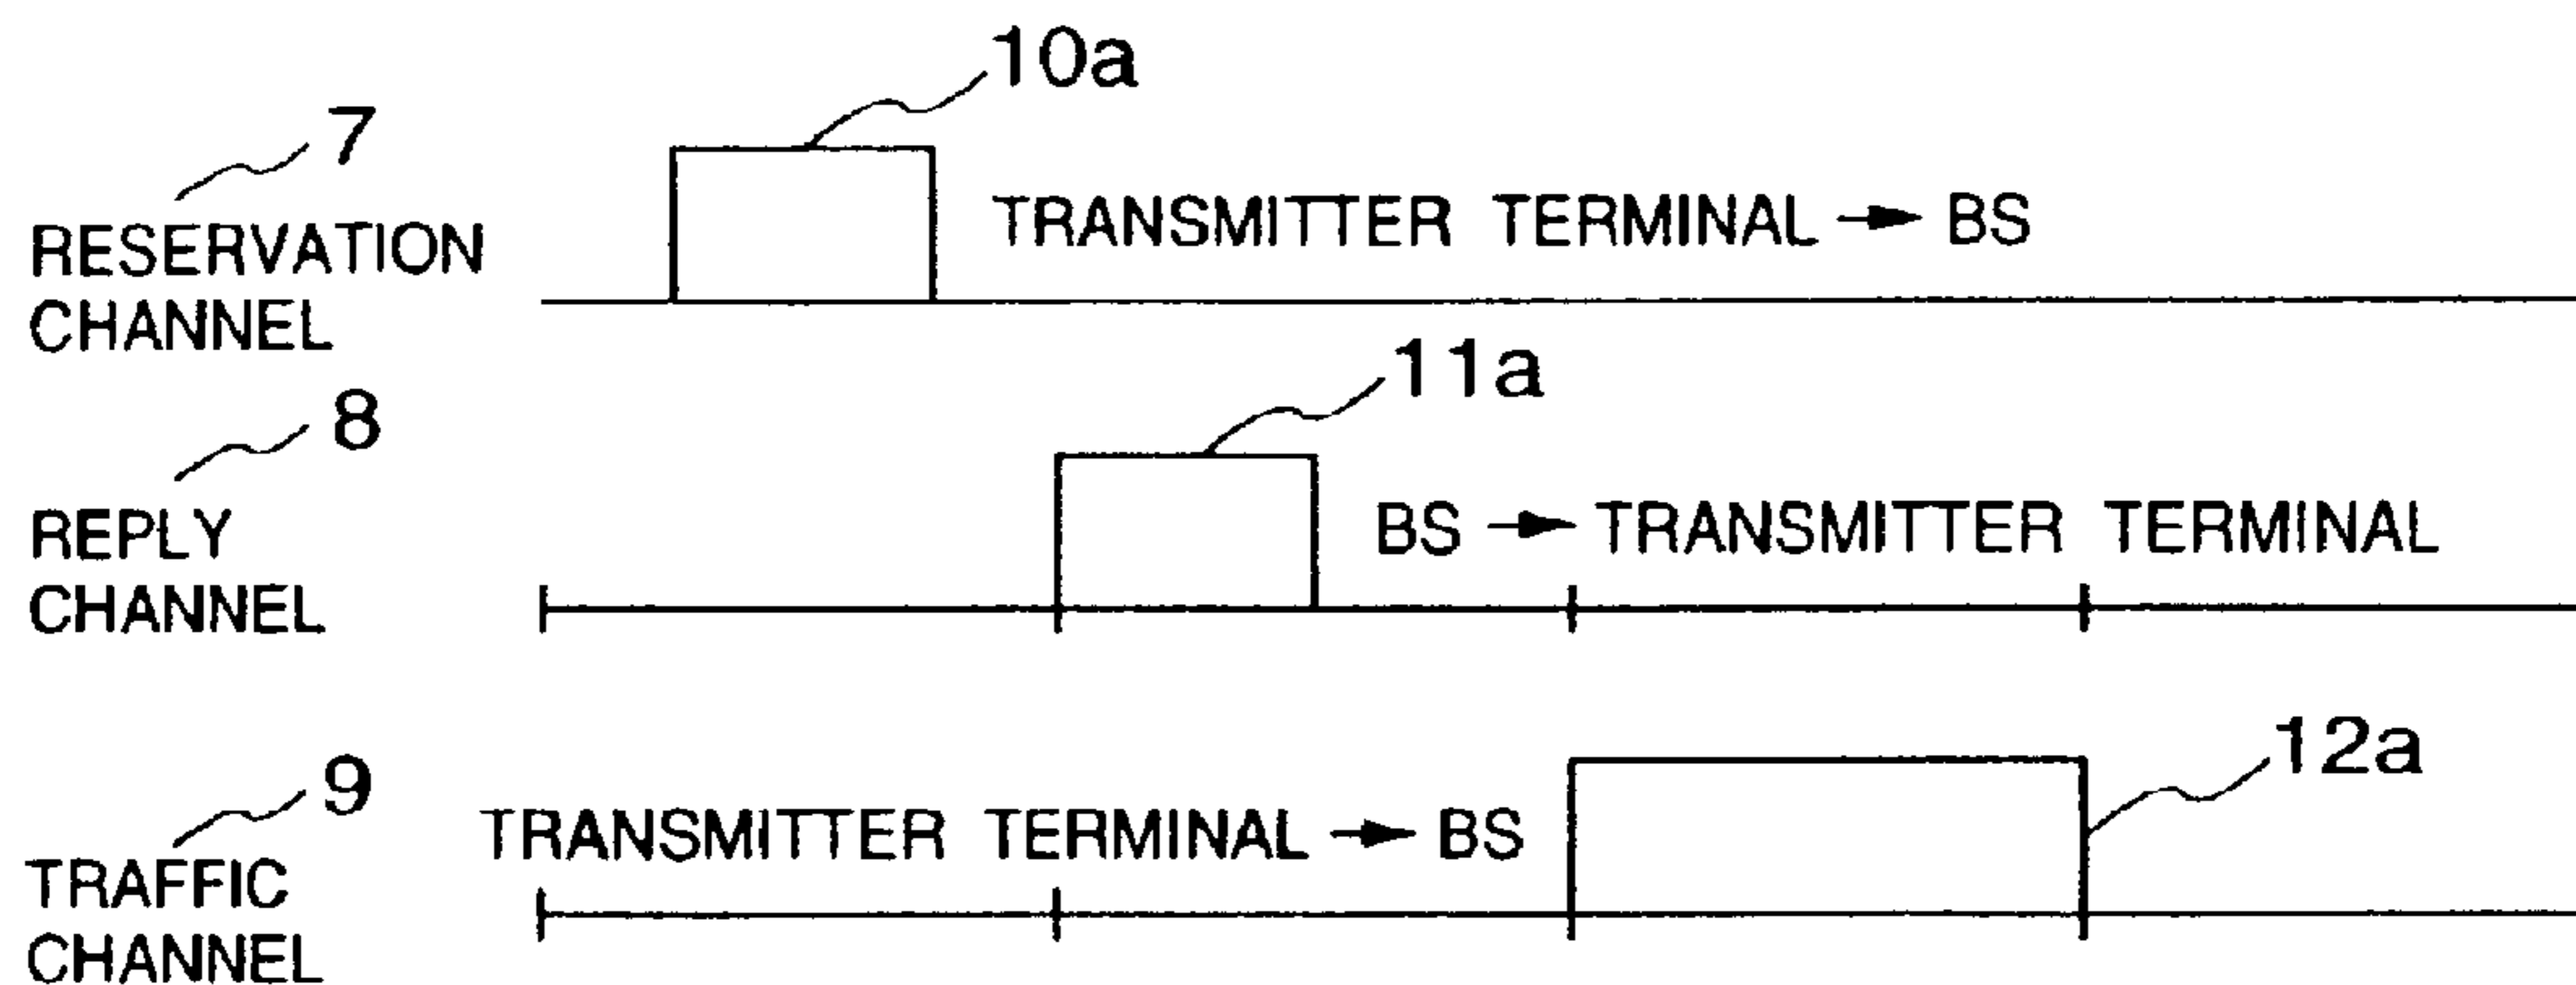 10a
7
RESERVATION
CHANNEL
TRANSMITTER TERMINAL → BS
11a
8
REPLY
CHANNEL
BS → TRANSMITTER TERMINAL
12a
9
TRAFFIC
CHANNEL
TRANSMITTER TERMINAL → BS